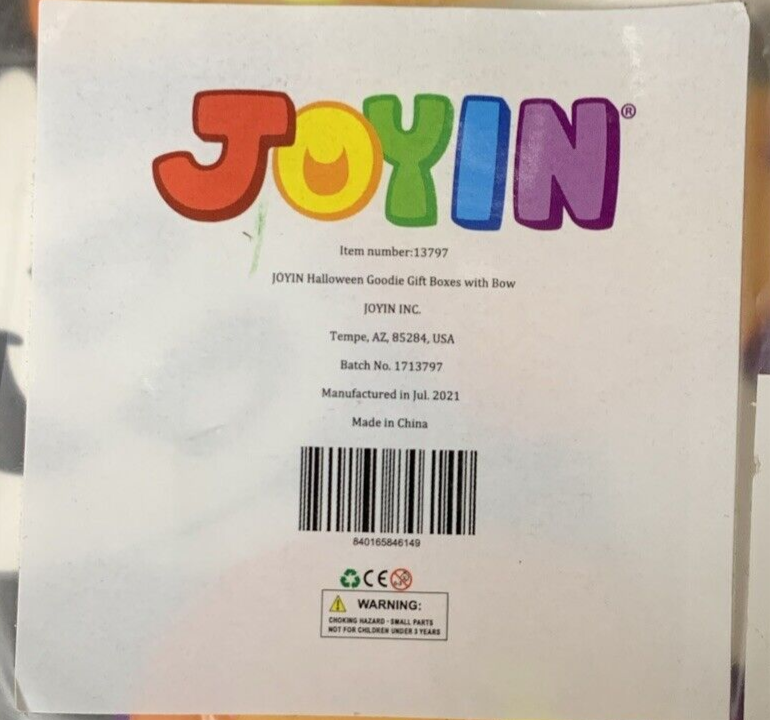 JOYIN®
Item number:13797
JOYIN Halloween Goodie Gift Boxes with Bow
JOYIN INC.
Tempe, AZ, 85284, USA
Batch No. 1713797
Manufactured in Jul. 2021
Made in China
840165846149
CE
WARNING:
CHOKING HAZARD - SMALL PARTS
NOT FOR CHILDREN UNDER 3 YEARS